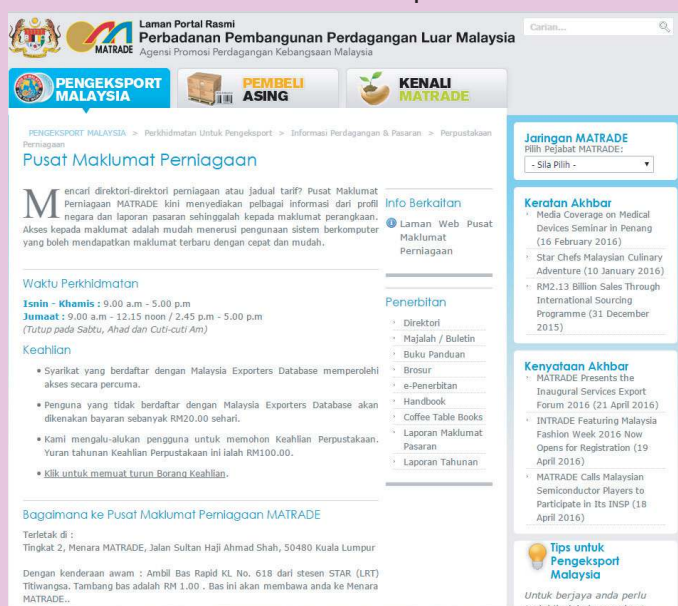 Laman Portal Rasmi
Perbadanan Pembangunan Perdagangan Luar Malaysia
MATRADE
Agensi Promosi Perdagangan Kebangsaan Malaysia
Carian...
PENGEKSPORT
MALAYSIA
PEMBELI
ASING
KENALI
MATRADE
PENGEKSPORT MALAYSIA > Perkhidmatan Untuk Pengeksport > Informasi Perdagangan & Pasaran > Perpustakaan
Perniagaan
Pusat Maklumat Perniagaan
Mencari direktori-direktori perniagaan atau jadual tarif? Pusat Maklumat
Perniagaan MATRADE kini menyediakan pelbagai informasi dari profil
negara dan laporan pasaran sehinggalah kepada maklumat perangkaan.
Akses kepada maklumat adalah mudah menerusi pengunaan sistem berkomputer
yang boleh mendapatkan maklumat terbaru dengan cepat dan mudah.
Waktu Perkhidmatan
Isnin - Khamis : 9.00 a.m - 5.00 p.m
Jumaat : 9.00 a.m - 12.15 noon / 2.45 p.m - 5.00 p.m
(Tutup pada Sabtu, Ahad dan Cuti-cuti Am)
Keahlian
• Syarikat yang berdaftar dengan Malaysia Exporters Database memperolehi
akses secara percuma.
• Penguna yang tidak berdaftar dengan Malaysia Exporters Database akan
dikenakan bayaran sebanyak RM20.00 sehari.
• Kami mengalu-alukan pengguna untuk memohon Keahlian Perpustakaan.
Yuran tahunan Keahlian Perpustakaan ini ialah RM100.00.
• Klik untuk memuat turun Borang Keahlian.
Bagaimana ke Pusat Maklumat Perniagaan MATRADE
Terletak di :
Tingkat 2, Menara MATRADE, Jalan Sultan Haji Ahmad Shah, 50480 Kuala Lumpur
Dengan kenderaan awam : Ambil Bas Rapid KL No. 618 dari stesen STAR (LRT)
Titiwangsa. Tambang bas adalah RM 1.00 . Bas ini akan membawa anda ke Menara
MATRADE..
Info Berkaitan
Laman Web Pusat
Maklumat
Perniagaan
Penerbitan
Direktori
Majalah / Buletin
Buku Panduan
Brosur
e-Penerbitan
Handbook
Coffee Table Books
Laporan Maklumat
Pasaran
Laporan Tahunan
Jaringan MATRADE
Pilih Pejabat MATRADE:
- Sila Pilih -
Keratan Akhbar
Media Coverage on Medical
Devices Seminar in Penang
(16 February 2016)
Star Chefs Malaysian Culinary
Adventure (10 January 2016)
RM2.13 Billion Sales Through
International Sourcing
Programme (31 December
2015)
Kenyataan Akhbar
MATRADE Presents the
Inaugural Services Export
Forum 2016 (21 April 2016)
INTRADE Featuring Malaysia
Fashion Week 2016 Now
Opens for Registration (19
April 2016)
MATRADE Calls Malaysian
Semiconductor Players to
Participate in Its INSP (18
April 2016)
Tips untuk
Pengeksport
Malaysia
Untuk berjaya anda perlu